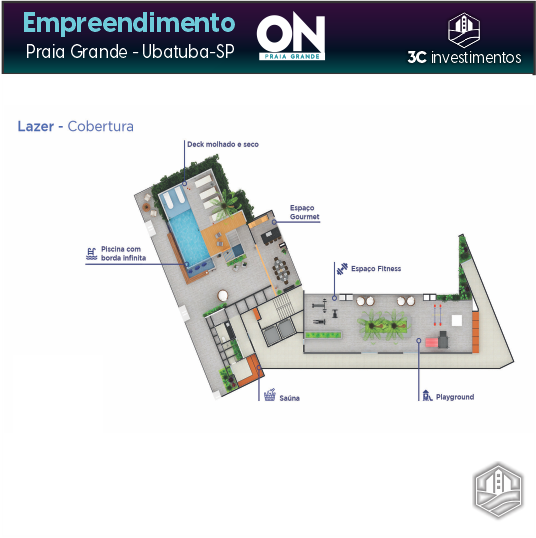 Empreendimento
Praia Grande - Ubatuba-SP
ON
PRAIA GRANDE
3C investimentos
Lazer - Cobertura
Deck molhado e seco
Espaço
Gourmet
Piscina com
borda infinita
Espaço Fitness
Saúna
Playground